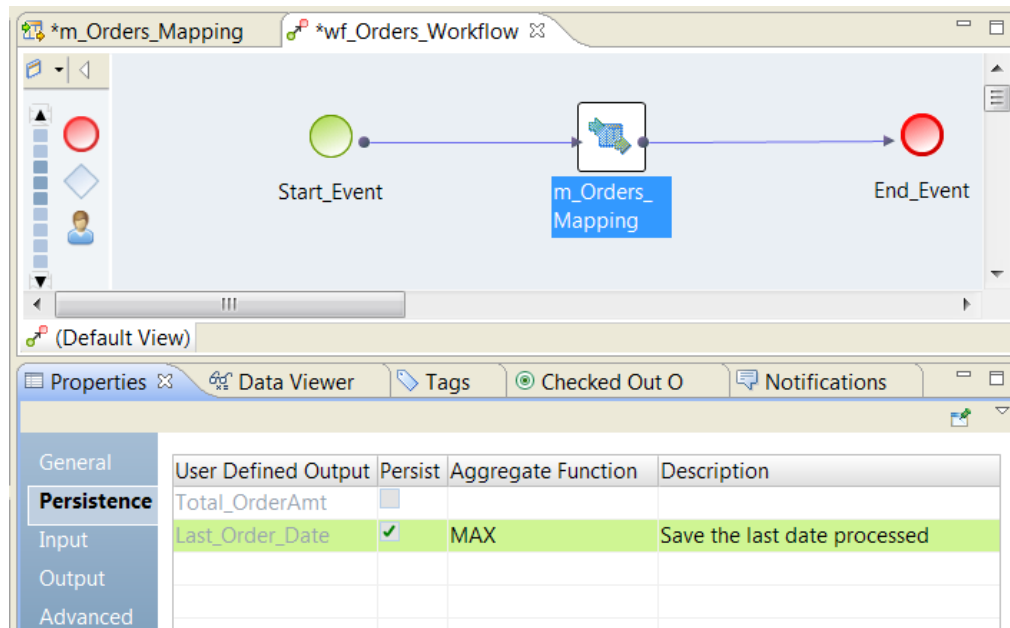 *m_Orders_Mapping
*wf_Orders_Workflow
Start_Event
m_Orders_
Mapping
End_Event
(Default View)
Properties
Data Viewer
Tags
Checked Out O
Notifications
General
Persistence
Input
Output
Advanced
User Defined Output Persist Aggregate Function Description
Total_OrderAmt
Last_Order_Date MAX Save the last date processed